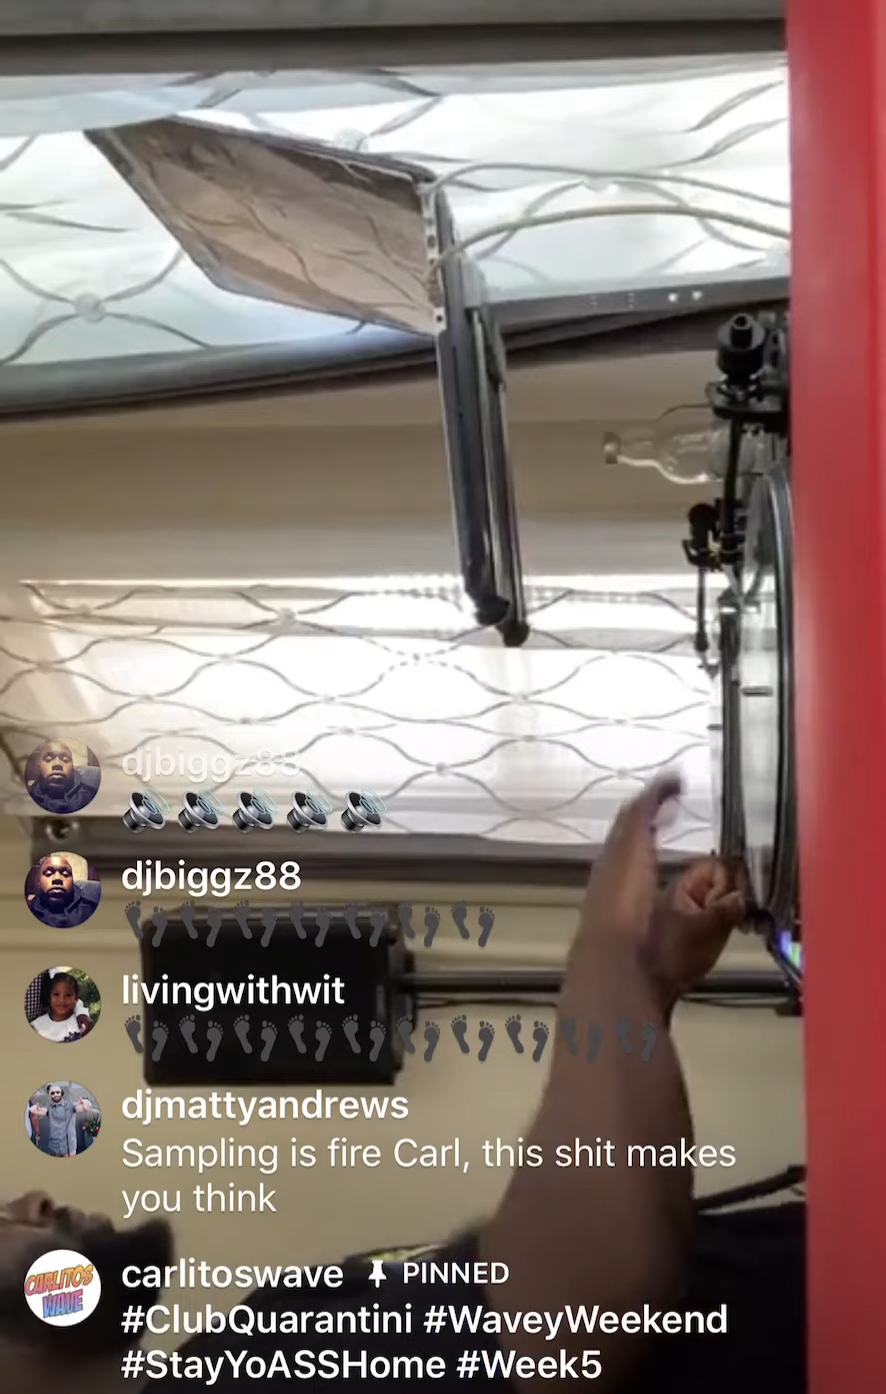 djbiggz88
djbiggz88
livingwithwit
djmattyandrews
Sampling is fire Carl, this shit makes
you think
CARLITOS
WAVE
carlitoswave PINNED
#ClubQuarantini #WaveyWeekend
#StayYoASSHome #Week5